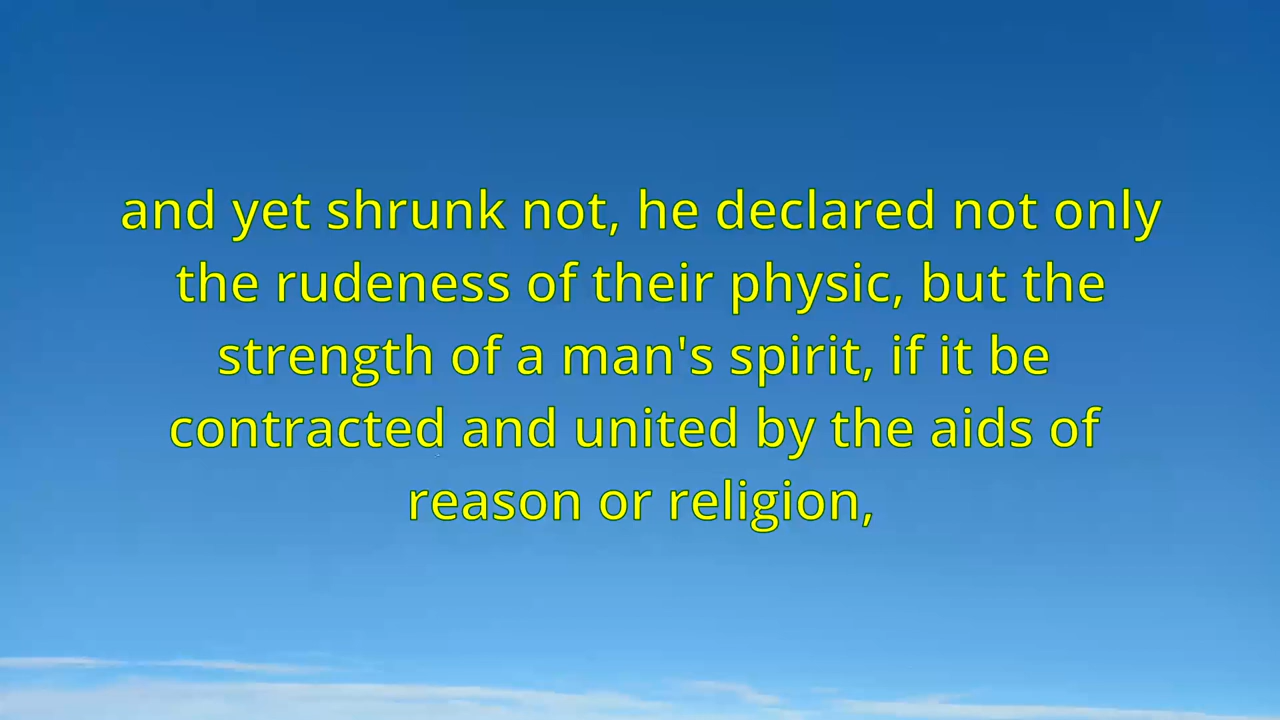 and yet shrunk not, he declared not only
the rudeness of their physic, but the
strength of a man's spirit, if it be
contracted and united by the aids of
reason or religion,